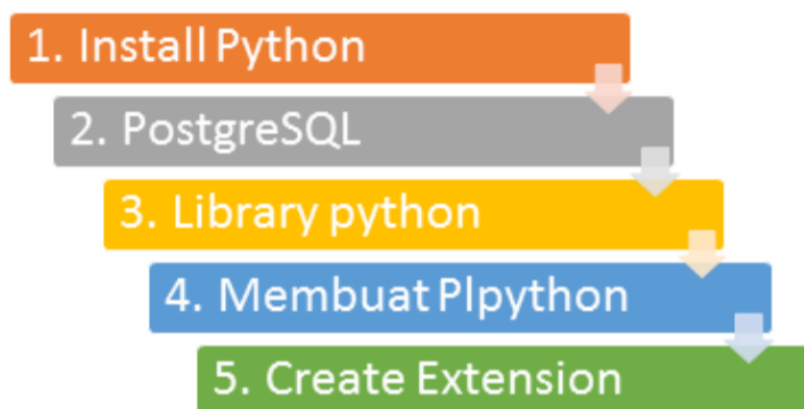 1. Install Python
2. PostgreSQL
3. Library python
4. Membuat Plpython
5. Create Extension